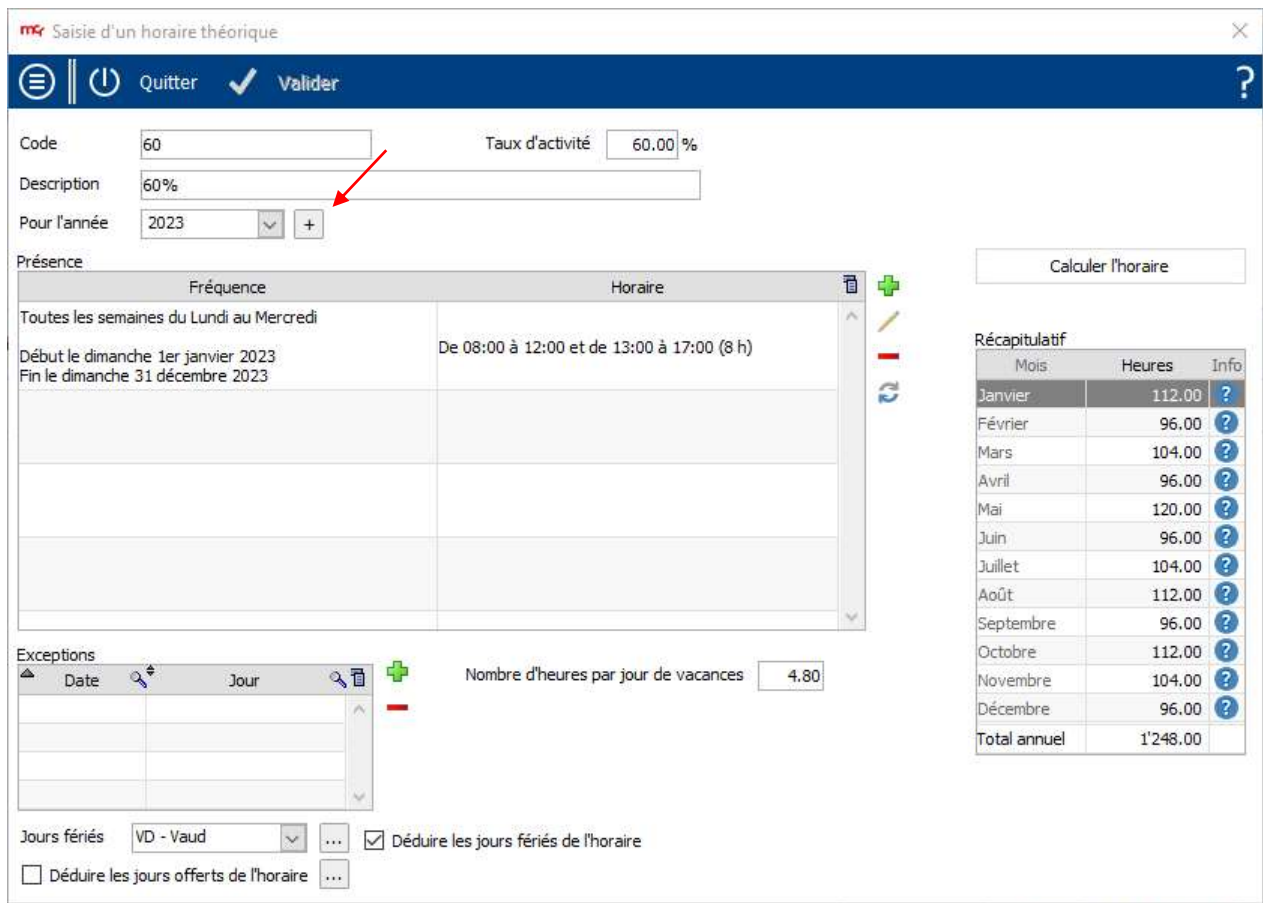 mcr Saisie d'un horaire théorique
Quitter Valider ?
Code 60 Taux d'activité 60.00 %
Description 60%
Pour l'année 2023 +
Présence
Calculer l'horaire
Fréquence Horaire
Toutes les semaines du Lundi au Mercredi
Début le dimanche 1er janvier 2023
Fin le dimanche 31 décembre 2023
De 08:00 à 12:00 et de 13:00 à 17:00 (8 h)
Récapitulatif
Mois Heures Info
Janvier 112.00 ?
Février 96.00 ?
Mars 104.00 ?
Avril 96.00 ?
Mai 120.00 ?
Juin 96.00 ?
Juillet 104.00 ?
Août 112.00 ?
Septembre 96.00 ?
Octobre 112.00 ?
Novembre 104.00 ?
Décembre 96.00 ?
Total annuel 1'248.00
Exceptions
Date Jour
Nombre d'heures par jour de vacances 4.80
Jours fériés VD - Vaud ... Déduire les jours fériés de l'horaire
Déduire les jours offerts de l'horaire ...